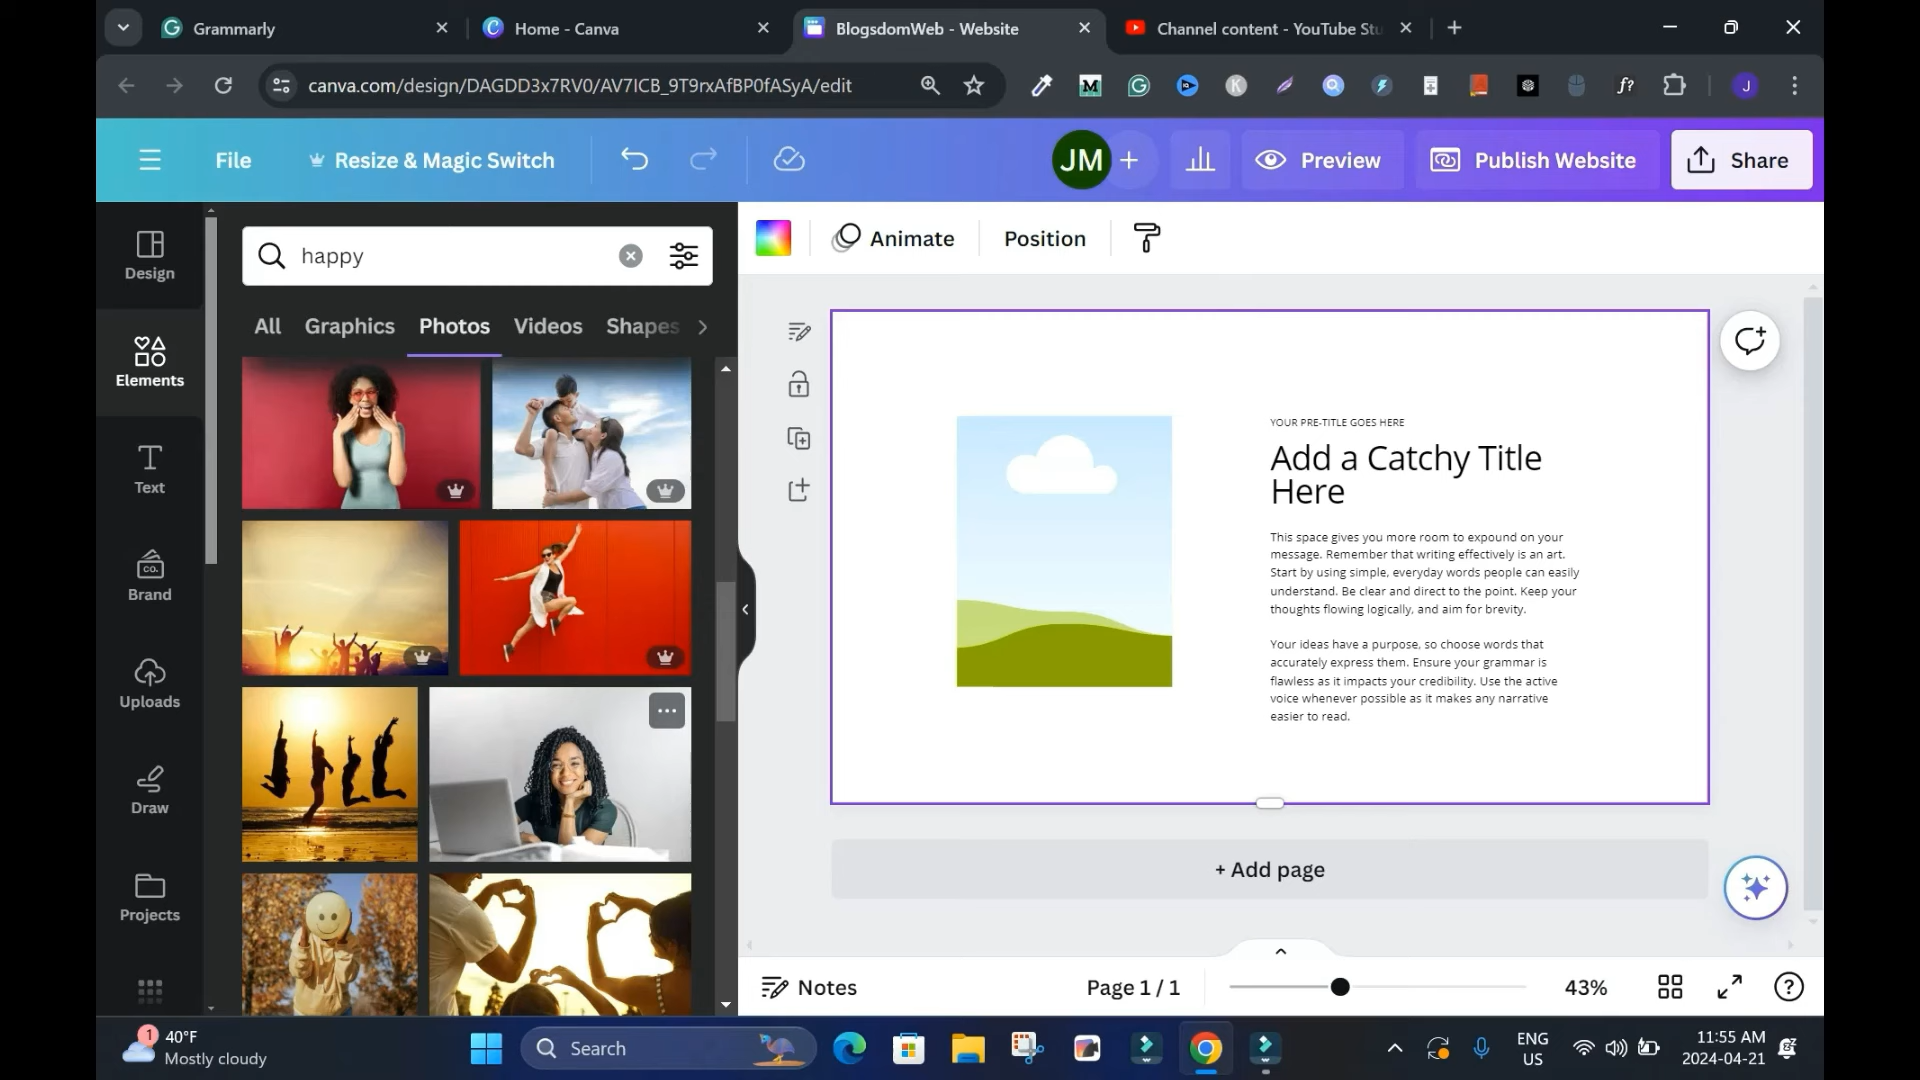 Grammarly
Home - Canva
BlogsdomWeb - Website
Channel content - YouTube Stu
canva.com/design/DAGDD3x7RV0/AV7ICB_9T9rxAfBP0fASyA/edit
M
K
f?
J
File
Resize & Magic Switch
JM
Preview
Publish Website
Share
Design
Elements
Text
CO.
Brand
Uploads
Draw
Projects
happy
All
Graphics
Photos
Videos
Shapes
Animate
Position
YOUR PRE-TITLE GOES HERE
Add a Catchy Title
Here
This space gives you more room to expound on your
message. Remember that writing effectively is an art.
Start by using simple, everyday words people can easily
understand. Be clear and direct to the point. Keep your
thoughts flowing logically, and aim for brevity.
Your ideas have a purpose, so choose words that
accurately express them. Ensure your grammar is
flawless as it impacts your credibility. Use the active
voice whenever possible as it makes any narrative
easier to read.
+ Add page
Notes
Page 1 / 1
43%
1
40°F
Mostly cloudy
Search
ENG
US
11:55 AM
2024-04-21